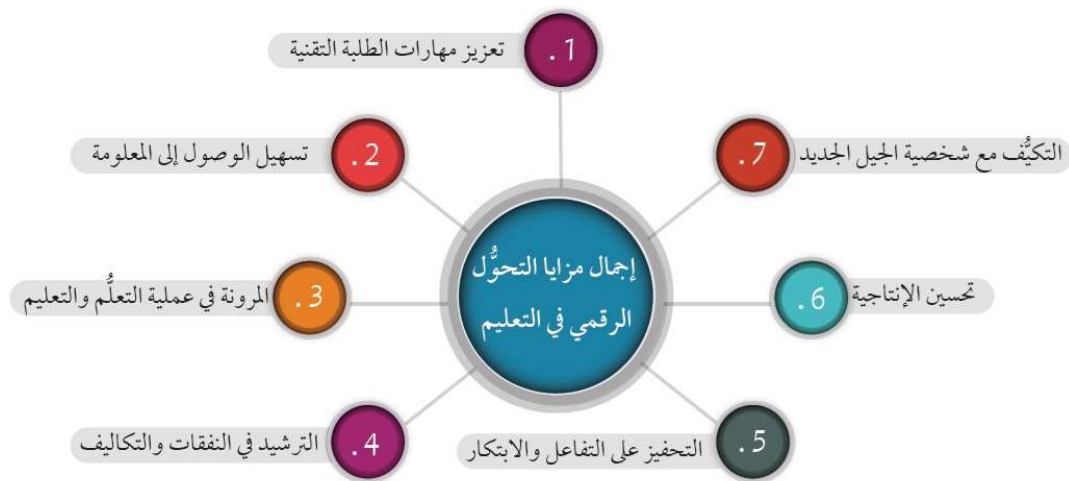 إجمال مزايا التحوُّل
الرقمي في التعليم
1.
تعزيز مهارات الطلبة التقنية
2.
تسهيل الوصول إلى المعلومة
3.
المرونة في عملية التعلُّم والتعليم
4.
الترشيد في النفقات والتكاليف
5.
التحفيز على التفاعل والابتكار
6.
تحسين الإنتاجية
7.
التكيُّف مع شخصية الجيل الجديد